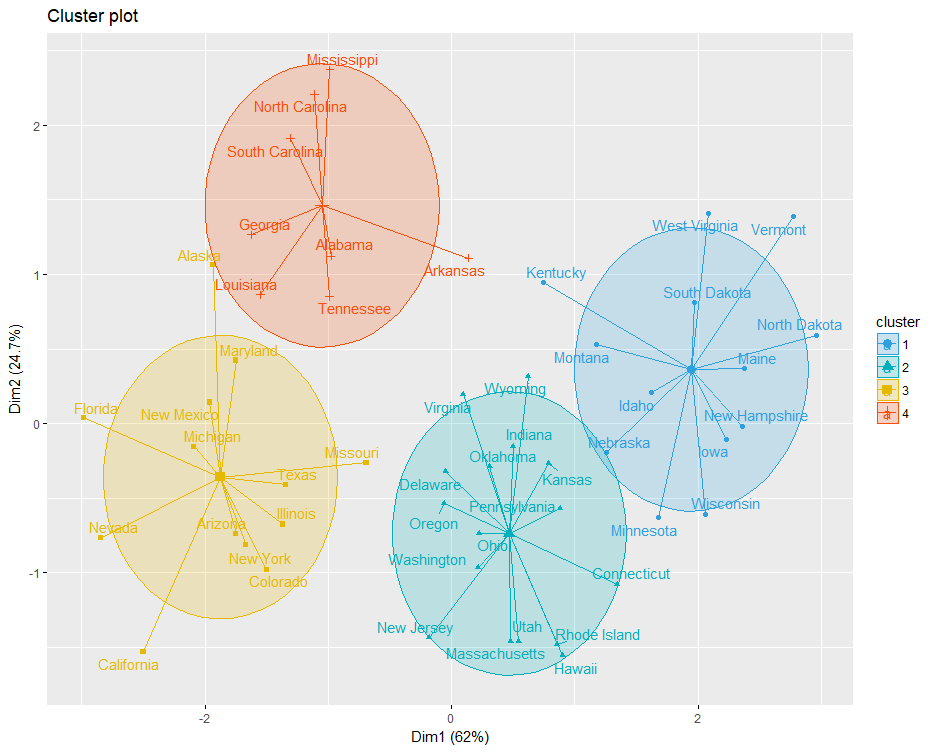 Cluster plot
Mississippi
North Carolina
South Carolina
Georgia
Alabama
Alaska
Arkansas
Louisiana
Tennessee
West Virginia
Vermont
Kentucky
South Dakota
North Dakota
Montana
Maine
Idaho
New Hampshire
Nebraska
Iowa
Wisconsin
Minnesota
Maryland
Florida
New Mexico
Michigan
Missouri
Texas
Nevada
Arizona
Illinois
New York
Colorado
California
Wyoming
Virginia
Indiana
Oklahoma
Delaware
Kansas
Pennsylvania
Oregon
Ohio
Washington
Connecticut
New Jersey
Utah
Rhode Island
Massachusetts
Hawaii
2
1
0
-1
Dim2 (24.7%)
-2
0
2
Dim1 (62%)
cluster
a 1
a 2
a 3
a 4